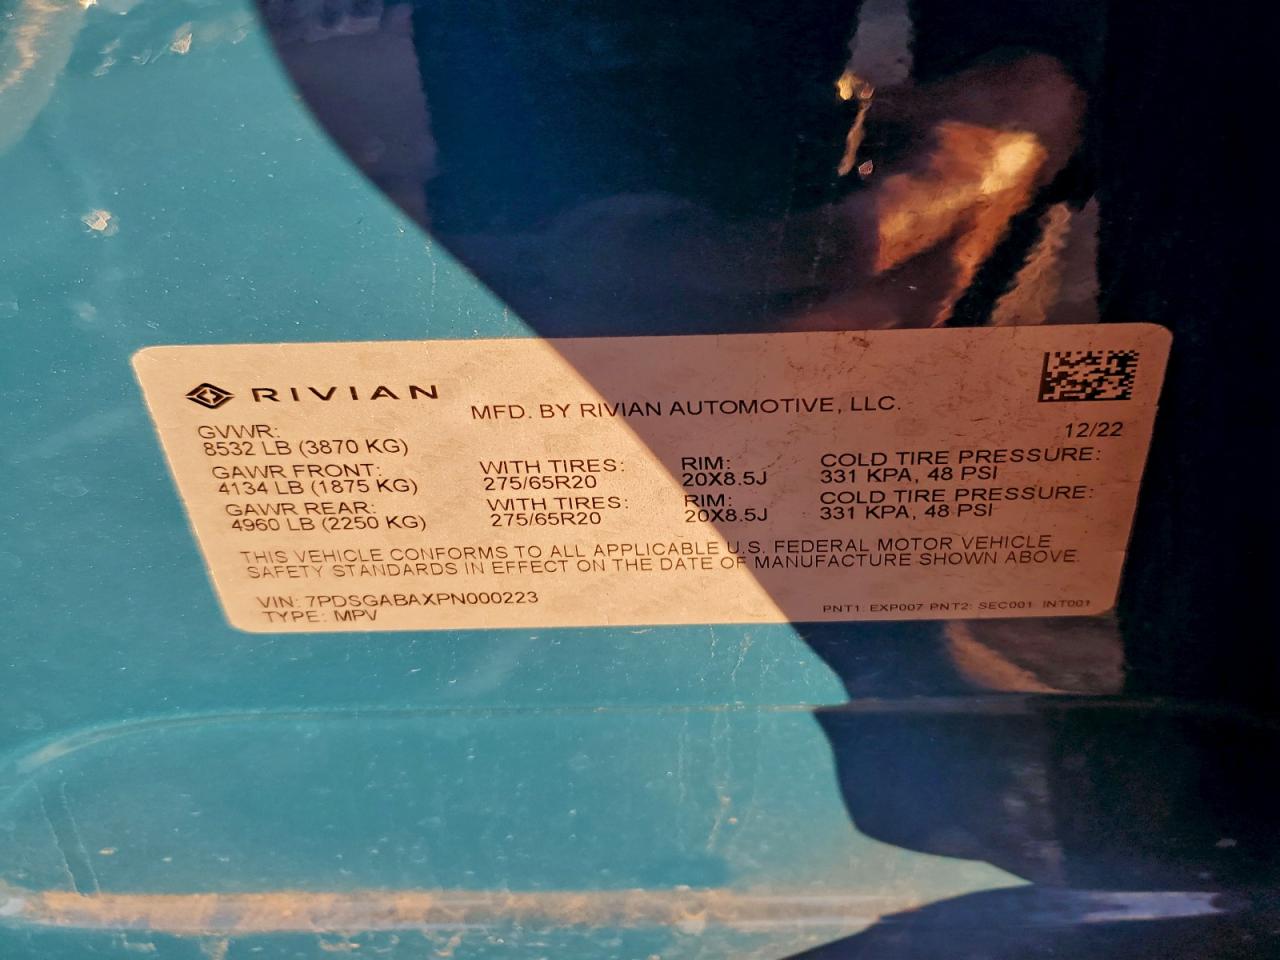 RIVIAN
MFD. BY RIVIAN AUTOMOTIVE, LLC.
12/22
GVWR:
8532 LB (3870 KG)
GAWR FRONT: WITH TIRES: RIM: COLD TIRE PRESSURE:
4134 LB (1875 KG) 275/65R20 20X8.5J 331 KPA, 48 PSI
GAWR REAR: WITH TIRES: RIM: COLD TIRE PRESSURE:
4960 LB (2250 KG) 275/65R20 20X8.5J 331 KPA, 48 PSI
THIS VEHICLE CONFORMS TO ALL APPLICABLE U.S. FEDERAL MOTOR VEHICLE
SAFETY STANDARDS IN EFFECT ON THE DATE OF MANUFACTURE SHOWN ABOVE.
VIN: 7PDSGABAXPN000223
TYPE: MPV
PNT1: EXP007 PNT2: SEC001 INT001